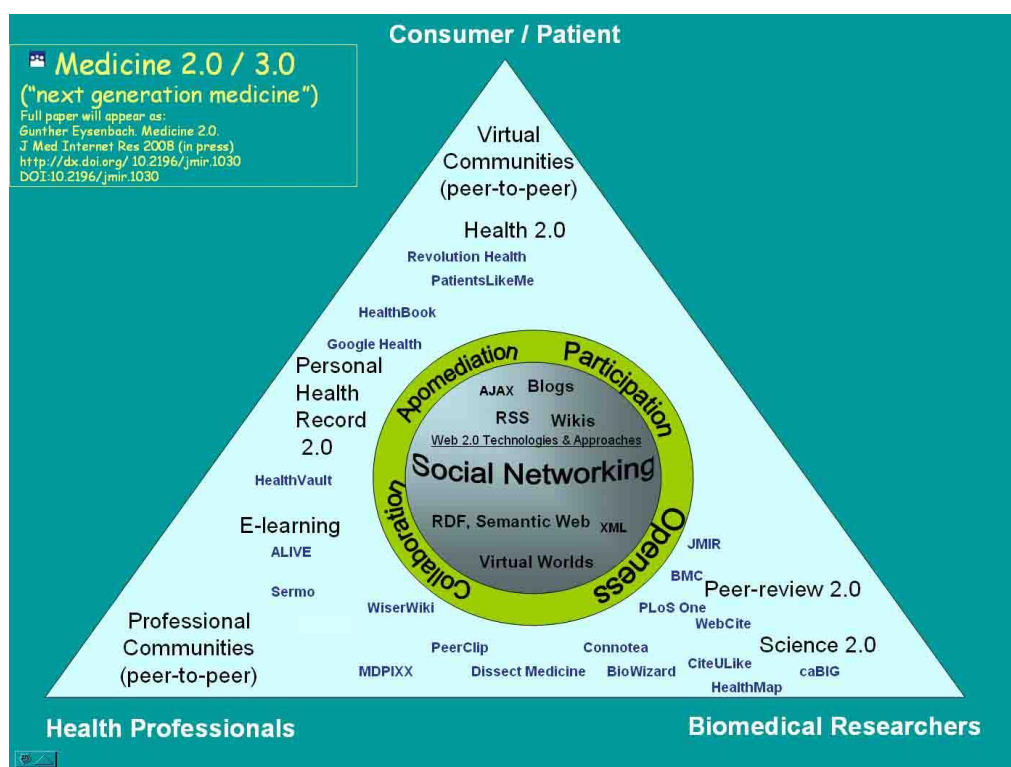 Consumer / Patient
Medicine 2.0 / 3.0
("next generation medicine")
Full paper will appear as:
Gunther Eysenbach. Medicine 2.0.
J Med Internet Res 2008 (in press)
http://dx.doi.org/ 10.2196/jmir.1030
DOI:10.2196/jmir.1030
Virtual
Communities
(peer-to-peer)
Health 2.0
Revolution Health
PatientsLikeMe
HealthBook
Google Health
Personal
Health
Record
2.0
HealthVault
E-learning
ALIVE
Sermo
Professional
Communities
(peer-to-peer)
Apomediation
Participation
Collaboration
Openess
AJAX
Blogs
RSS
Wikis
Web 2.0 Technologies & Approaches
Social Networking
RDF, Semantic Web
XML
Virtual Worlds
JMIR
BMC
Peer-review 2.0
PLoS One
WebCite
Science 2.0
WiserWiki
PeerClip
Connotea
MDPIXX
Dissect Medicine
BioWizard
CiteULike
caBIG
HealthMap
Health Professionals
Biomedical Researchers